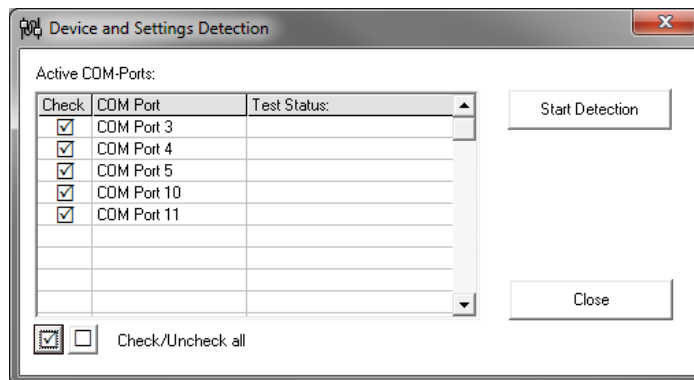 Device and Settings Detection
Active COM-Ports:
Check COM Port Test Status:
COM Port 3
COM Port 4
COM Port 5
COM Port 10
COM Port 11
Start Detection
Close
Check/Uncheck all